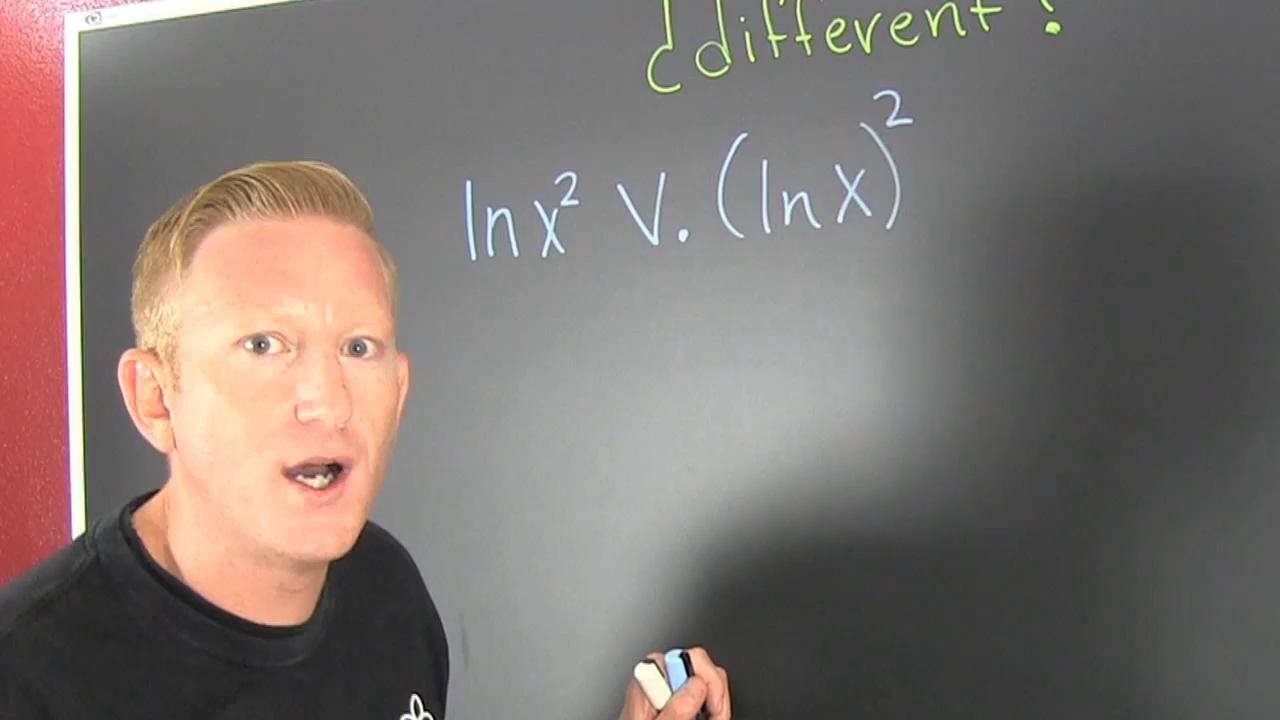 ¿different?
ln x² V. (ln x)²